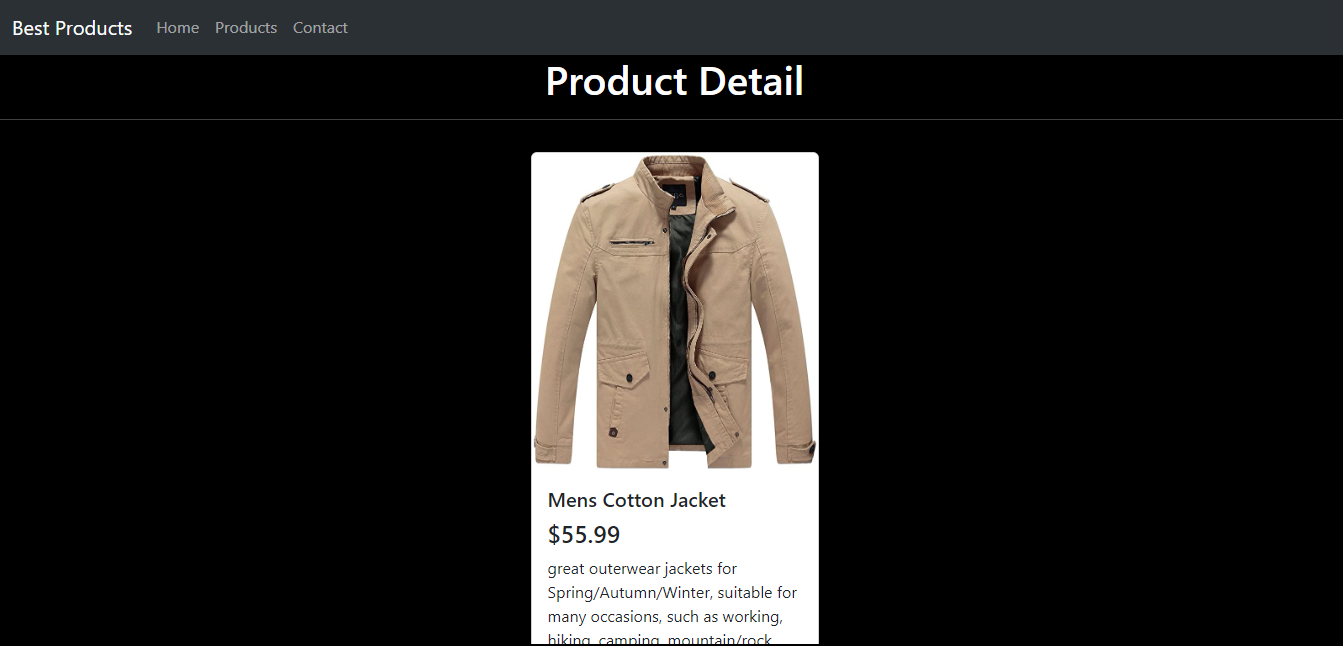 Best Products Home Products Contact
Product Detail
Mens Cotton Jacket
$55.99
great outerwear jackets for
Spring/Autumn/Winter, suitable for
many occasions, such as working,
hiking, camping, mountain/rock